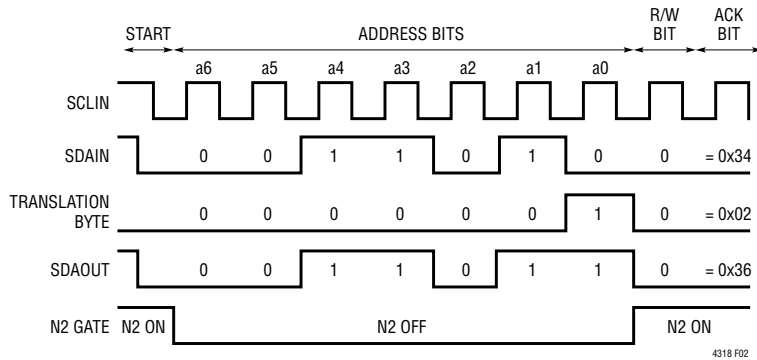 START
ADDRESS BITS
R/W BIT
ACK BIT
a6 a5 a4 a3 a2 a1 a0
SCLIN
SDAIN 0 0 1 1 0 1 0 0 = 0x34
TRANSLATION BYTE 0 0 0 0 0 0 1 0 = 0x02
SDAOUT 0 0 1 1 0 1 1 0 = 0x36
N2 GATE N2 ON N2 OFF N2 ON
4318 F02